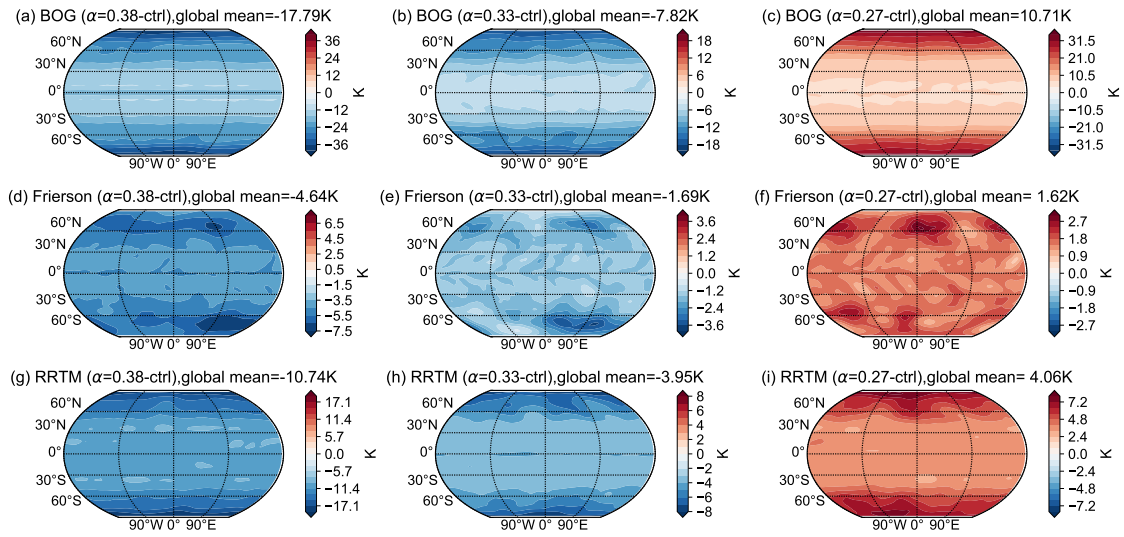 (a) BOG (α=0.38-ctrl),global mean=-17.79K
60°N
30°N
0°
30°S
60°S
90°W 0° 90°E
36
24
12
0
−12
−24
−36
K
(b) BOG (α=0.33-ctrl),global mean=-7.82K
60°N
30°N
0°
30°S
60°S
90°W 0° 90°E
18
12
6
0
−6
−12
−18
K
(c) BOG (α=0.27-ctrl),global mean=10.71K
60°N
30°N
0°
30°S
60°S
90°W 0° 90°E
31.5
21.0
10.5
0.0
−10.5
−21.0
−31.5
K
(d) Frierson (α=0.38-ctrl),global mean=-4.64K
60°N
30°N
0°
30°S
60°S
90°W 0° 90°E
6.5
4.5
2.5
0.5
−1.5
−3.5
−5.5
−7.5
K
(e) Frierson (α=0.33-ctrl),global mean=-1.69K
60°N
30°N
0°
30°S
60°S
90°W 0° 90°E
3.6
2.4
1.2
0.0
−1.2
−2.4
−3.6
K
(f) Frierson (α=0.27-ctrl),global mean= 1.62K
60°N
30°N
0°
30°S
60°S
90°W 0° 90°E
2.7
1.8
0.9
0.0
−0.9
−1.8
−2.7
K
(g) RRTM (α=0.38-ctrl),global mean=-10.74K
60°N
30°N
0°
30°S
60°S
90°W 0° 90°E
17.1
11.4
5.7
0.0
−5.7
−11.4
−17.1
K
(h) RRTM (α=0.33-ctrl),global mean=-3.95K
60°N
30°N
0°
30°S
60°S
90°W 0° 90°E
8
6
4
2
0
−2
−4
−6
−8
K
(i) RRTM (α=0.27-ctrl),global mean= 4.06K
60°N
30°N
0°
30°S
60°S
90°W 0° 90°E
7.2
4.8
2.4
0.0
−2.4
−4.8
−7.2
K